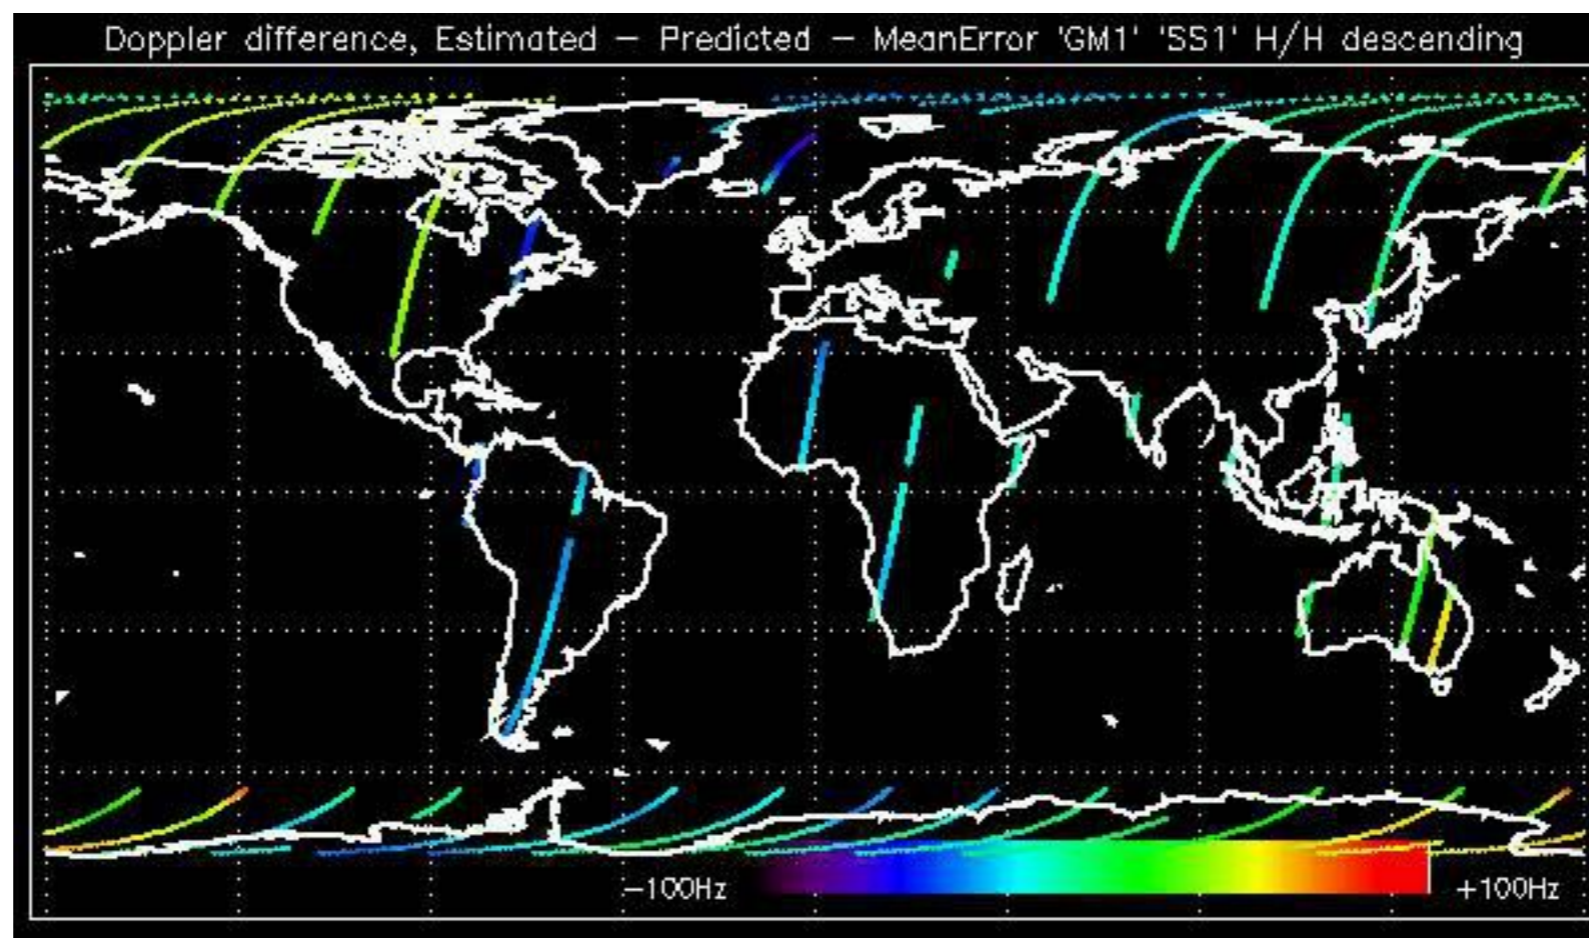 Doppler difference, Estimated − Predicted − MeanError 'GM1' 'SS1' H/H descending
−100Hz
+100Hz